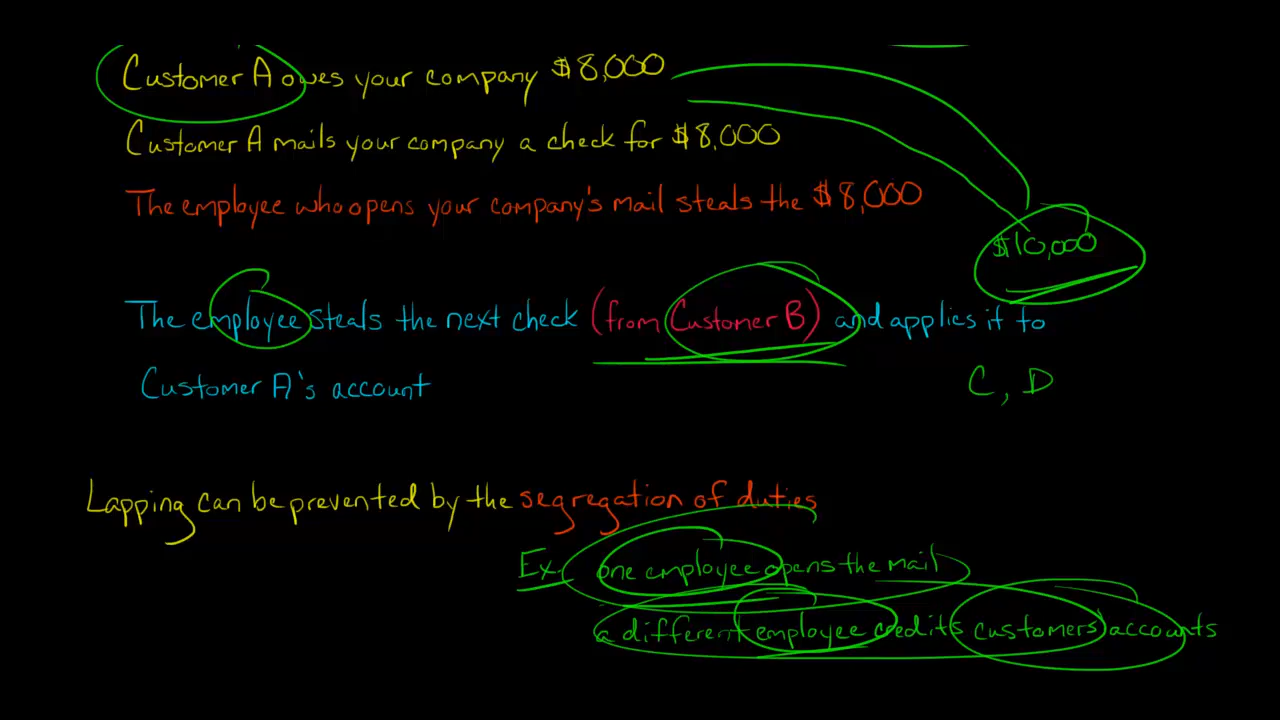 Customer A owes your company $8,000
Customer A mails your company a check for $8,000
The employee who opens your company's mail steals the $8,000
$10,000
The employee steals the next check (from Customer B) and applies it to
Customer A's account
C, D
Lapping can be prevented by the segregation of duties
Ex. one employee opens the mail
a different employee credits customers' accounts